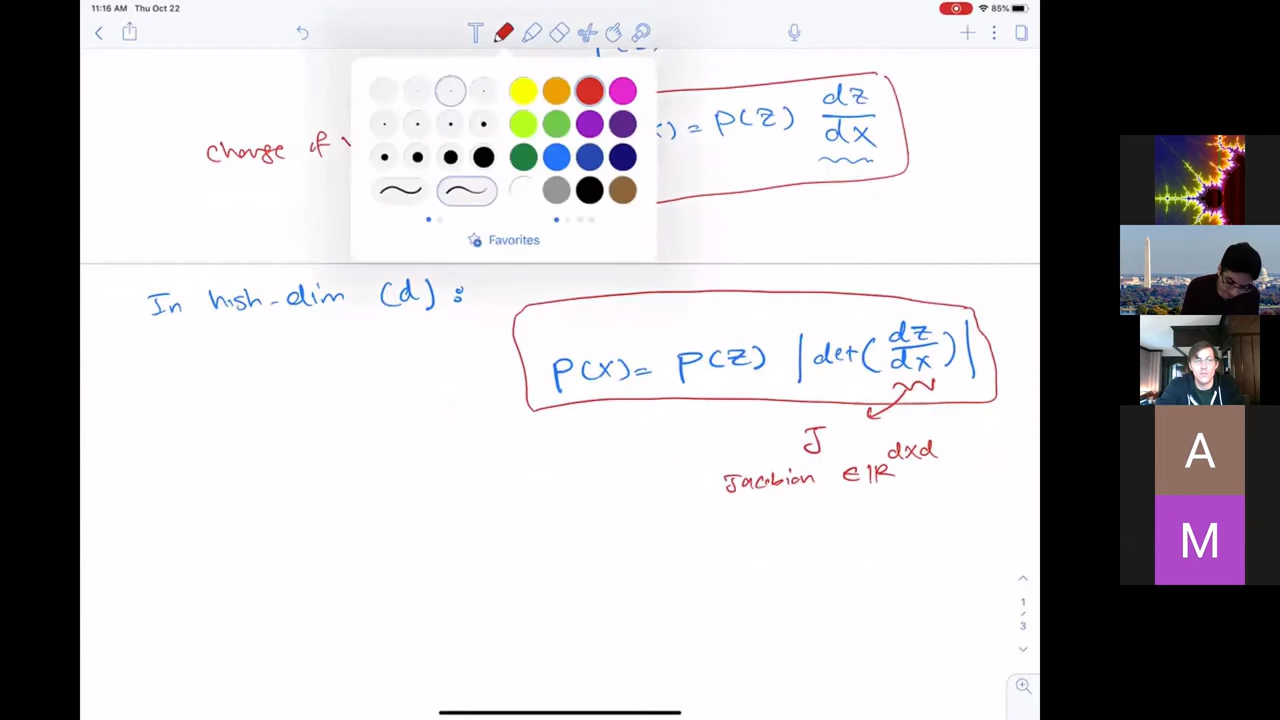 11:16 AM Thu Oct 22
85%
T
) = P(Z) dz/dx
change of
Favorites
In high-dim (d) :
P(X) = P(Z) |det(dz/dx)|
J
Jacobian ∈ ℝ^{d×d}
1
/
3
A
M